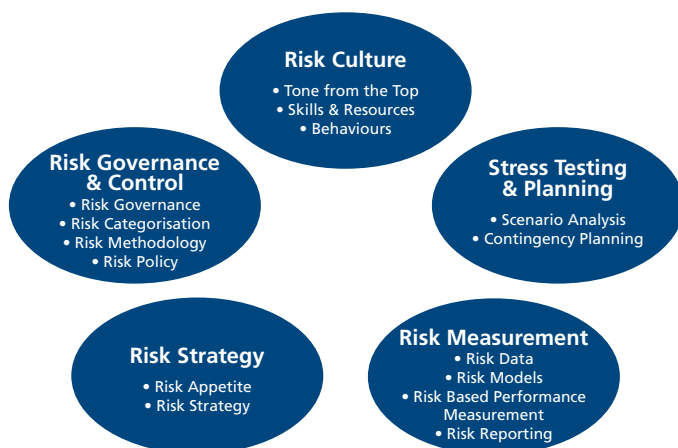 Risk Culture
• Tone from the Top
• Skills & Resources
• Behaviours
Risk Governance
& Control
• Risk Governance
• Risk Categorisation
• Risk Methodology
• Risk Policy
Stress Testing
& Planning
• Scenario Analysis
• Contingency Planning
Risk Strategy
• Risk Appetite
• Risk Strategy
Risk Measurement
• Risk Data
• Risk Models
• Risk Based Performance
Measurement
• Risk Reporting